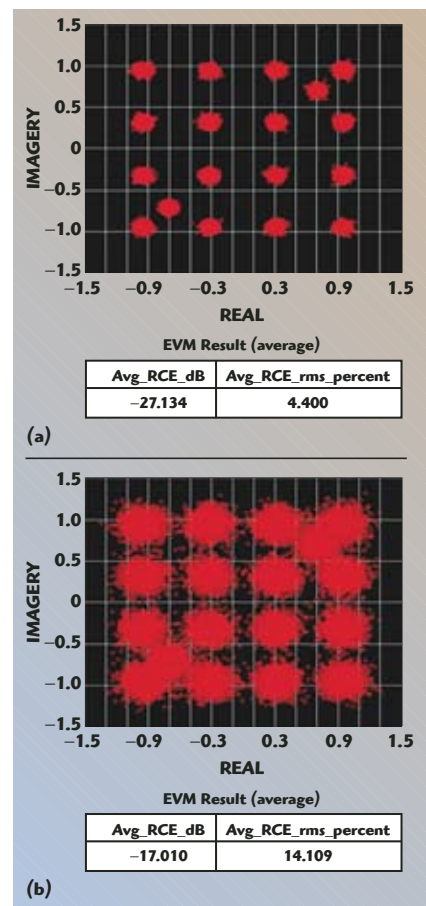 1.5
1.0
0.5
0
−0.5
−1.0
−1.5
IMAGERY
−1.5 −0.9 −0.3 0.3 0.9 1.5
REAL
EVM Result (average)
Avg_RCE_dB Avg_RCE_rms_percent
−27.134 4.400
(a)
1.5
1.0
0.5
0
−0.5
−1.0
−1.5
IMAGERY
−1.5 −0.9 −0.3 0.3 0.9 1.5
REAL
EVM Result (average)
Avg_RCE_dB Avg_RCE_rms_percent
−17.010 14.109
(b)